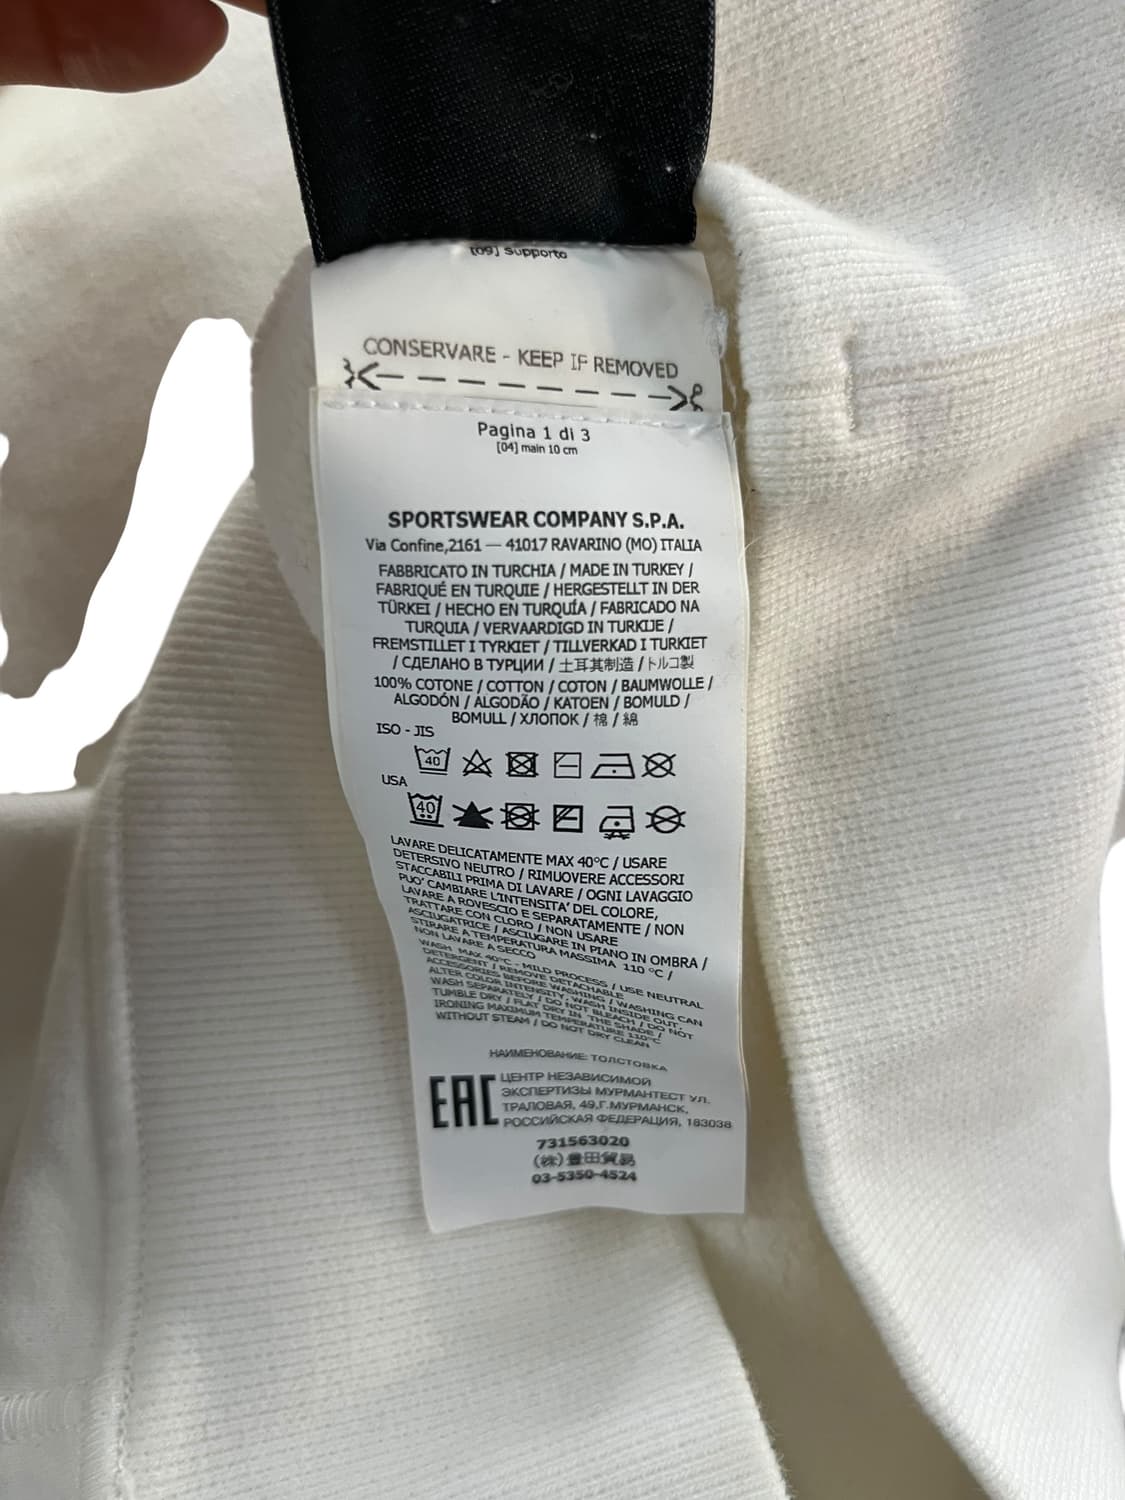 [09] Supporto
CONSERVARE - KEEP IF REMOVED
Pagina 1 di 3
[04] main 10 cm
SPORTSWEAR COMPANY S.P.A.
Via Confine,2161 — 41017 RAVARINO (MO) ITALIA
FABBRICATO IN TURCHIA / MADE IN TURKEY /
FABRIQUÉ EN TURQUIE / HERGESTELLT IN DER
TÜRKEI / HECHO EN TURQUÍA / FABRICADO NA
TURQUIA / VERVAARDIGD IN TURKIJE /
FREMSTILLET I TYRKIET / TILLVERKAD I TURKIET
/ СДЕЛАНО В ТУРЦИИ / 土耳其制造 / トルコ製
100% COTONE / COTTON / COTON / BAUMWOLLE /
ALGODÓN / ALGODÃO / KATOEN / BOMULD /
BOMULL / ХЛОПОК / 棉 / 綿
ISO - JIS
40
USA
40
LAVARE DELICATAMENTE MAX 40°C / USARE
DETERSIVO NEUTRO / RIMUOVERE ACCESSORI
STACCABILI PRIMA DI LAVARE / OGNI LAVAGGIO
PUO' CAMBIARE L'INTENSITA' DEL COLORE,
LAVARE A ROVESCIO E SEPARATAMENTE / NON
TRATTARE CON CLORO / NON USARE
ASCIUGATRICE / ASCIUGARE IN PIANO IN OMBRA /
STIRARE A TEMPERATURA MASSIMA 110 °C /
NON LAVARE A SECCO
WASH MAX 40°C - MILD PROCESS / USE NEUTRAL
DETERGENT / REMOVE DETACHABLE
ACCESSORIES BEFORE WASHING / WASHING CAN
ALTER COLOR INTENSITY, WASH INSIDE OUT,
WASH SEPARATELY / DO NOT BLEACH / DO NOT
TUMBLE DRY / FLAT DRY IN THE SHADE /
IRONING MAXIMUM TEMPERATURE 110°C
WITHOUT STEAM / DO NOT DRY CLEAN
НАИМЕНОВАНИЕ: ТОЛСТОВКА
EAC ЦЕНТР НЕЗАВИСИМОЙ
ЭКСПЕРТИЗЫ МУРМАНТЕСТ УЛ.
ТРАЛОВАЯ, 49,Г.МУРМАНСК,
РОССИЙСКАЯ ФЕДЕРАЦИЯ, 183038
731563020
(株)豊田貿易
03-5350-4524